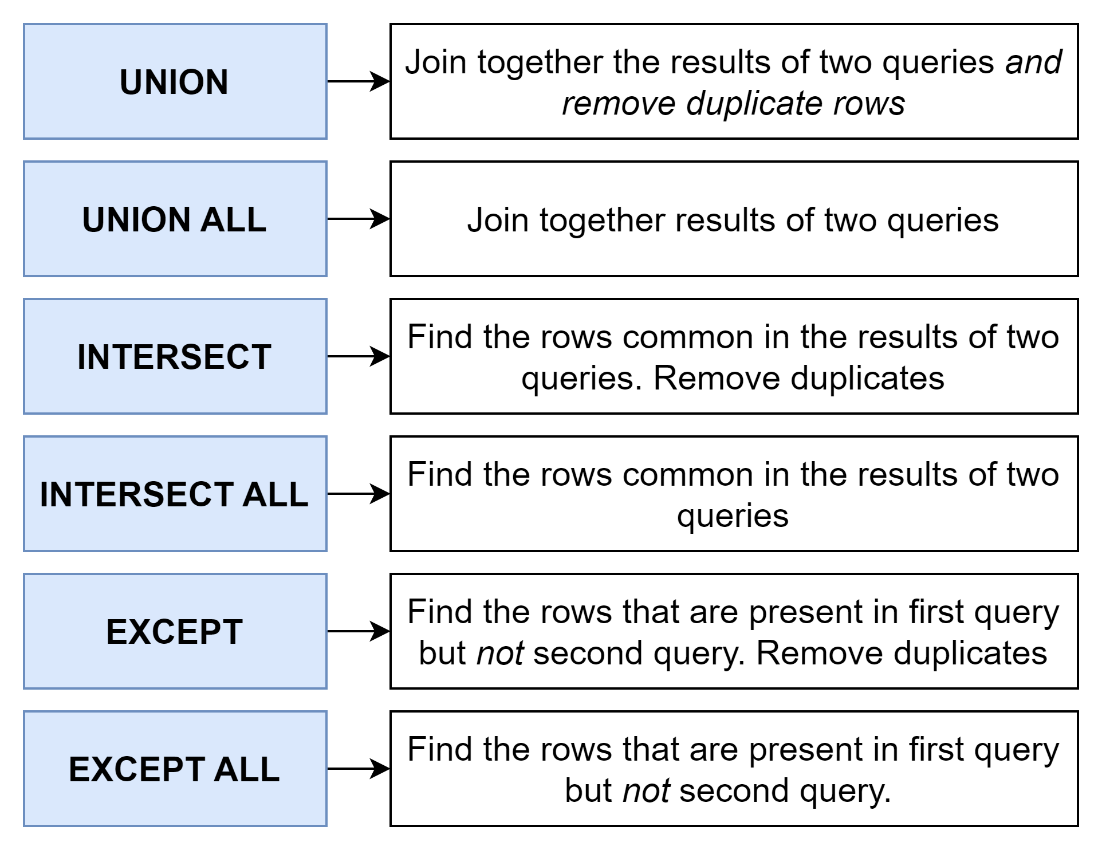 UNION
Join together the results of two queries and
remove duplicate rows
UNION ALL
Join together results of two queries
INTERSECT
Find the rows common in the results of two
queries. Remove duplicates
INTERSECT ALL
Find the rows common in the results of two
queries
EXCEPT
Find the rows that are present in first query
but not second query. Remove duplicates
EXCEPT ALL
Find the rows that are present in first query
but not second query.